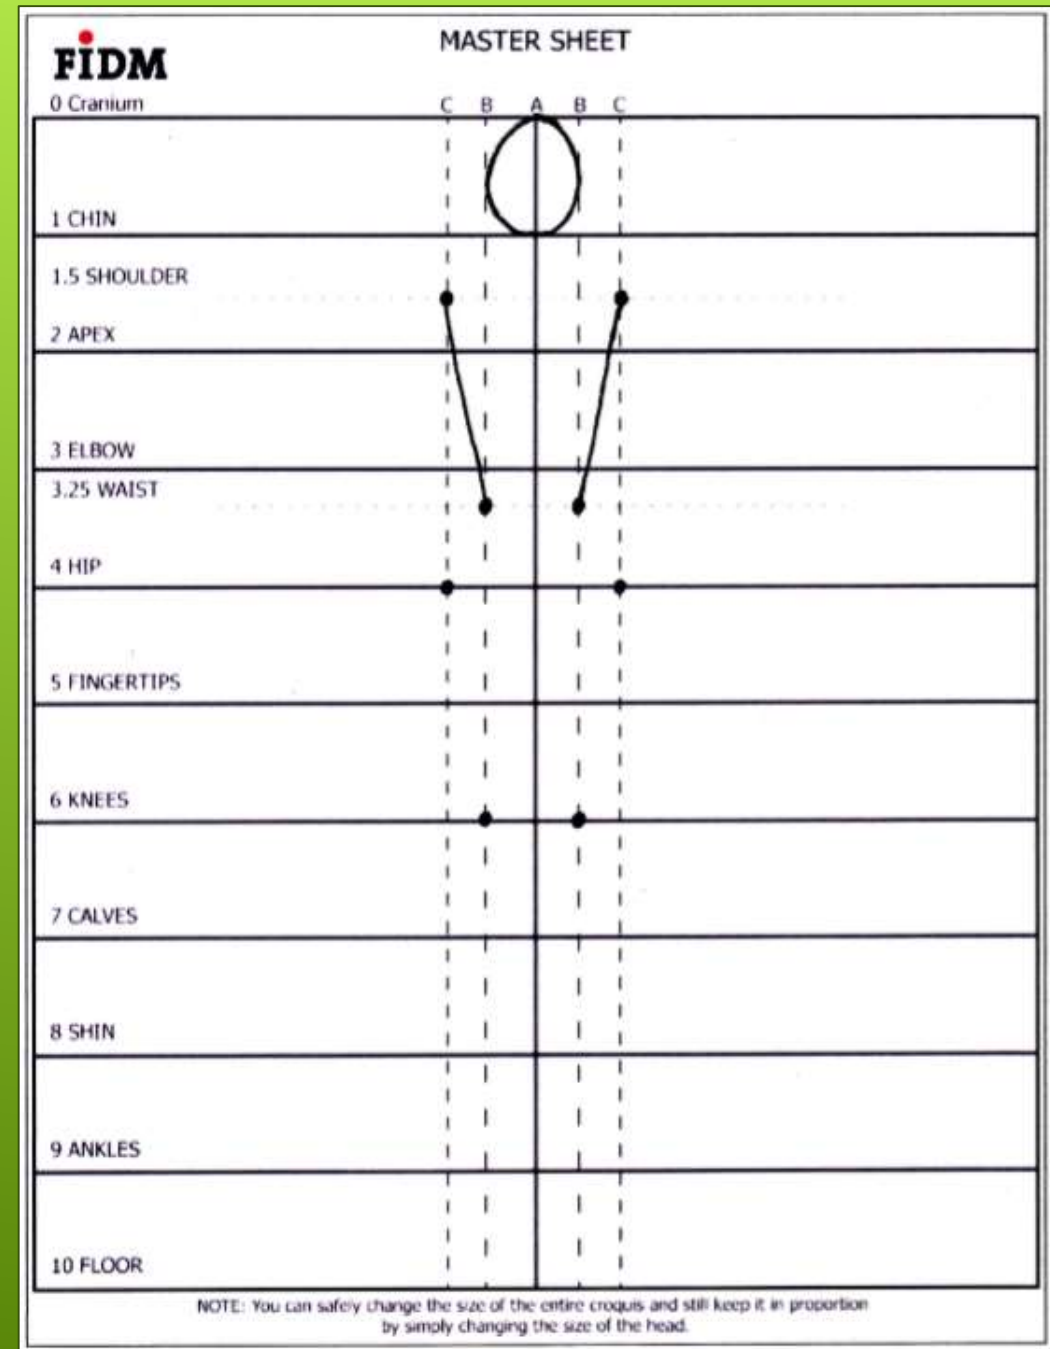 FIDM
MASTER SHEET
0 Cranium
C B A B C
1 CHIN
1.5 SHOULDER
2 APEX
3 ELBOW
3.25 WAIST
4 HIP
5 FINGERTIPS
6 KNEES
7 CALVES
8 SHIN
9 ANKLES
10 FLOOR
NOTE: You can safely change the size of the entire croquis and still keep it in proportion
by simply changing the size of the head.